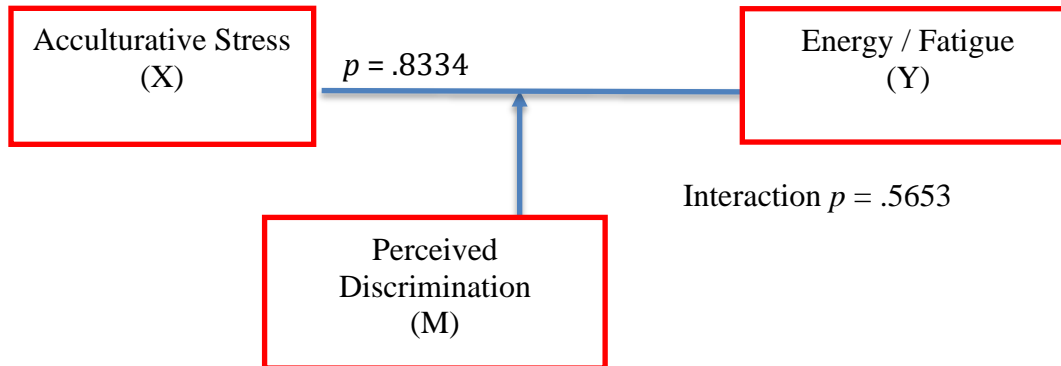 Acculturative Stress
(X)
p = .8334
Energy / Fatigue
(Y)
Interaction p = .5653
Perceived
Discrimination
(M)